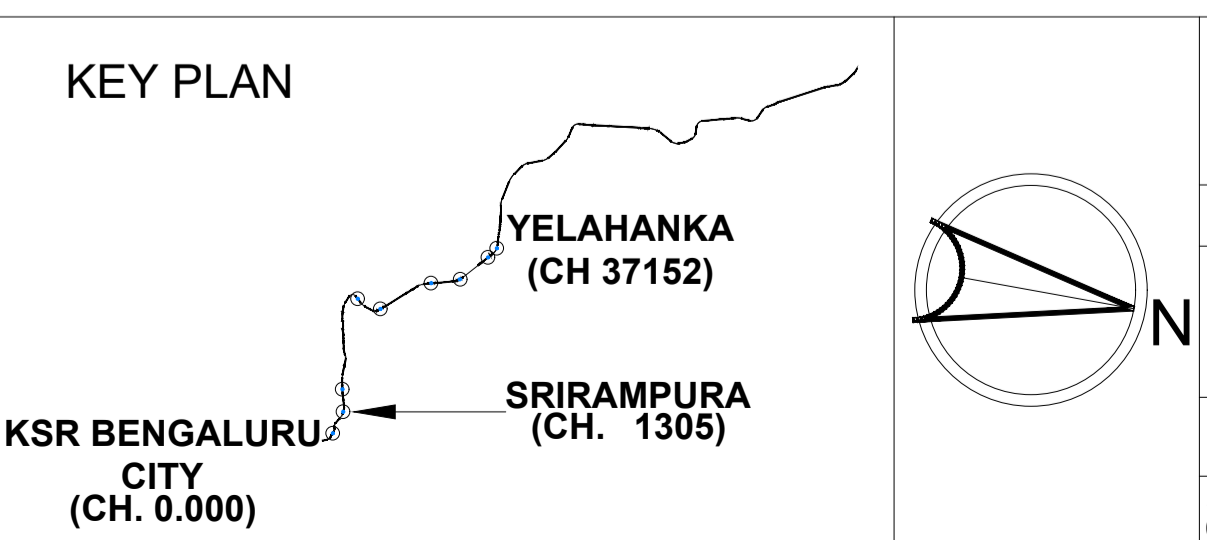 KEY PLAN
YELAHANKA
(CH 37152)
SRIRAMPURA
(CH. 1305)
KSR BENGALURU
CITY
(CH. 0.000)
N